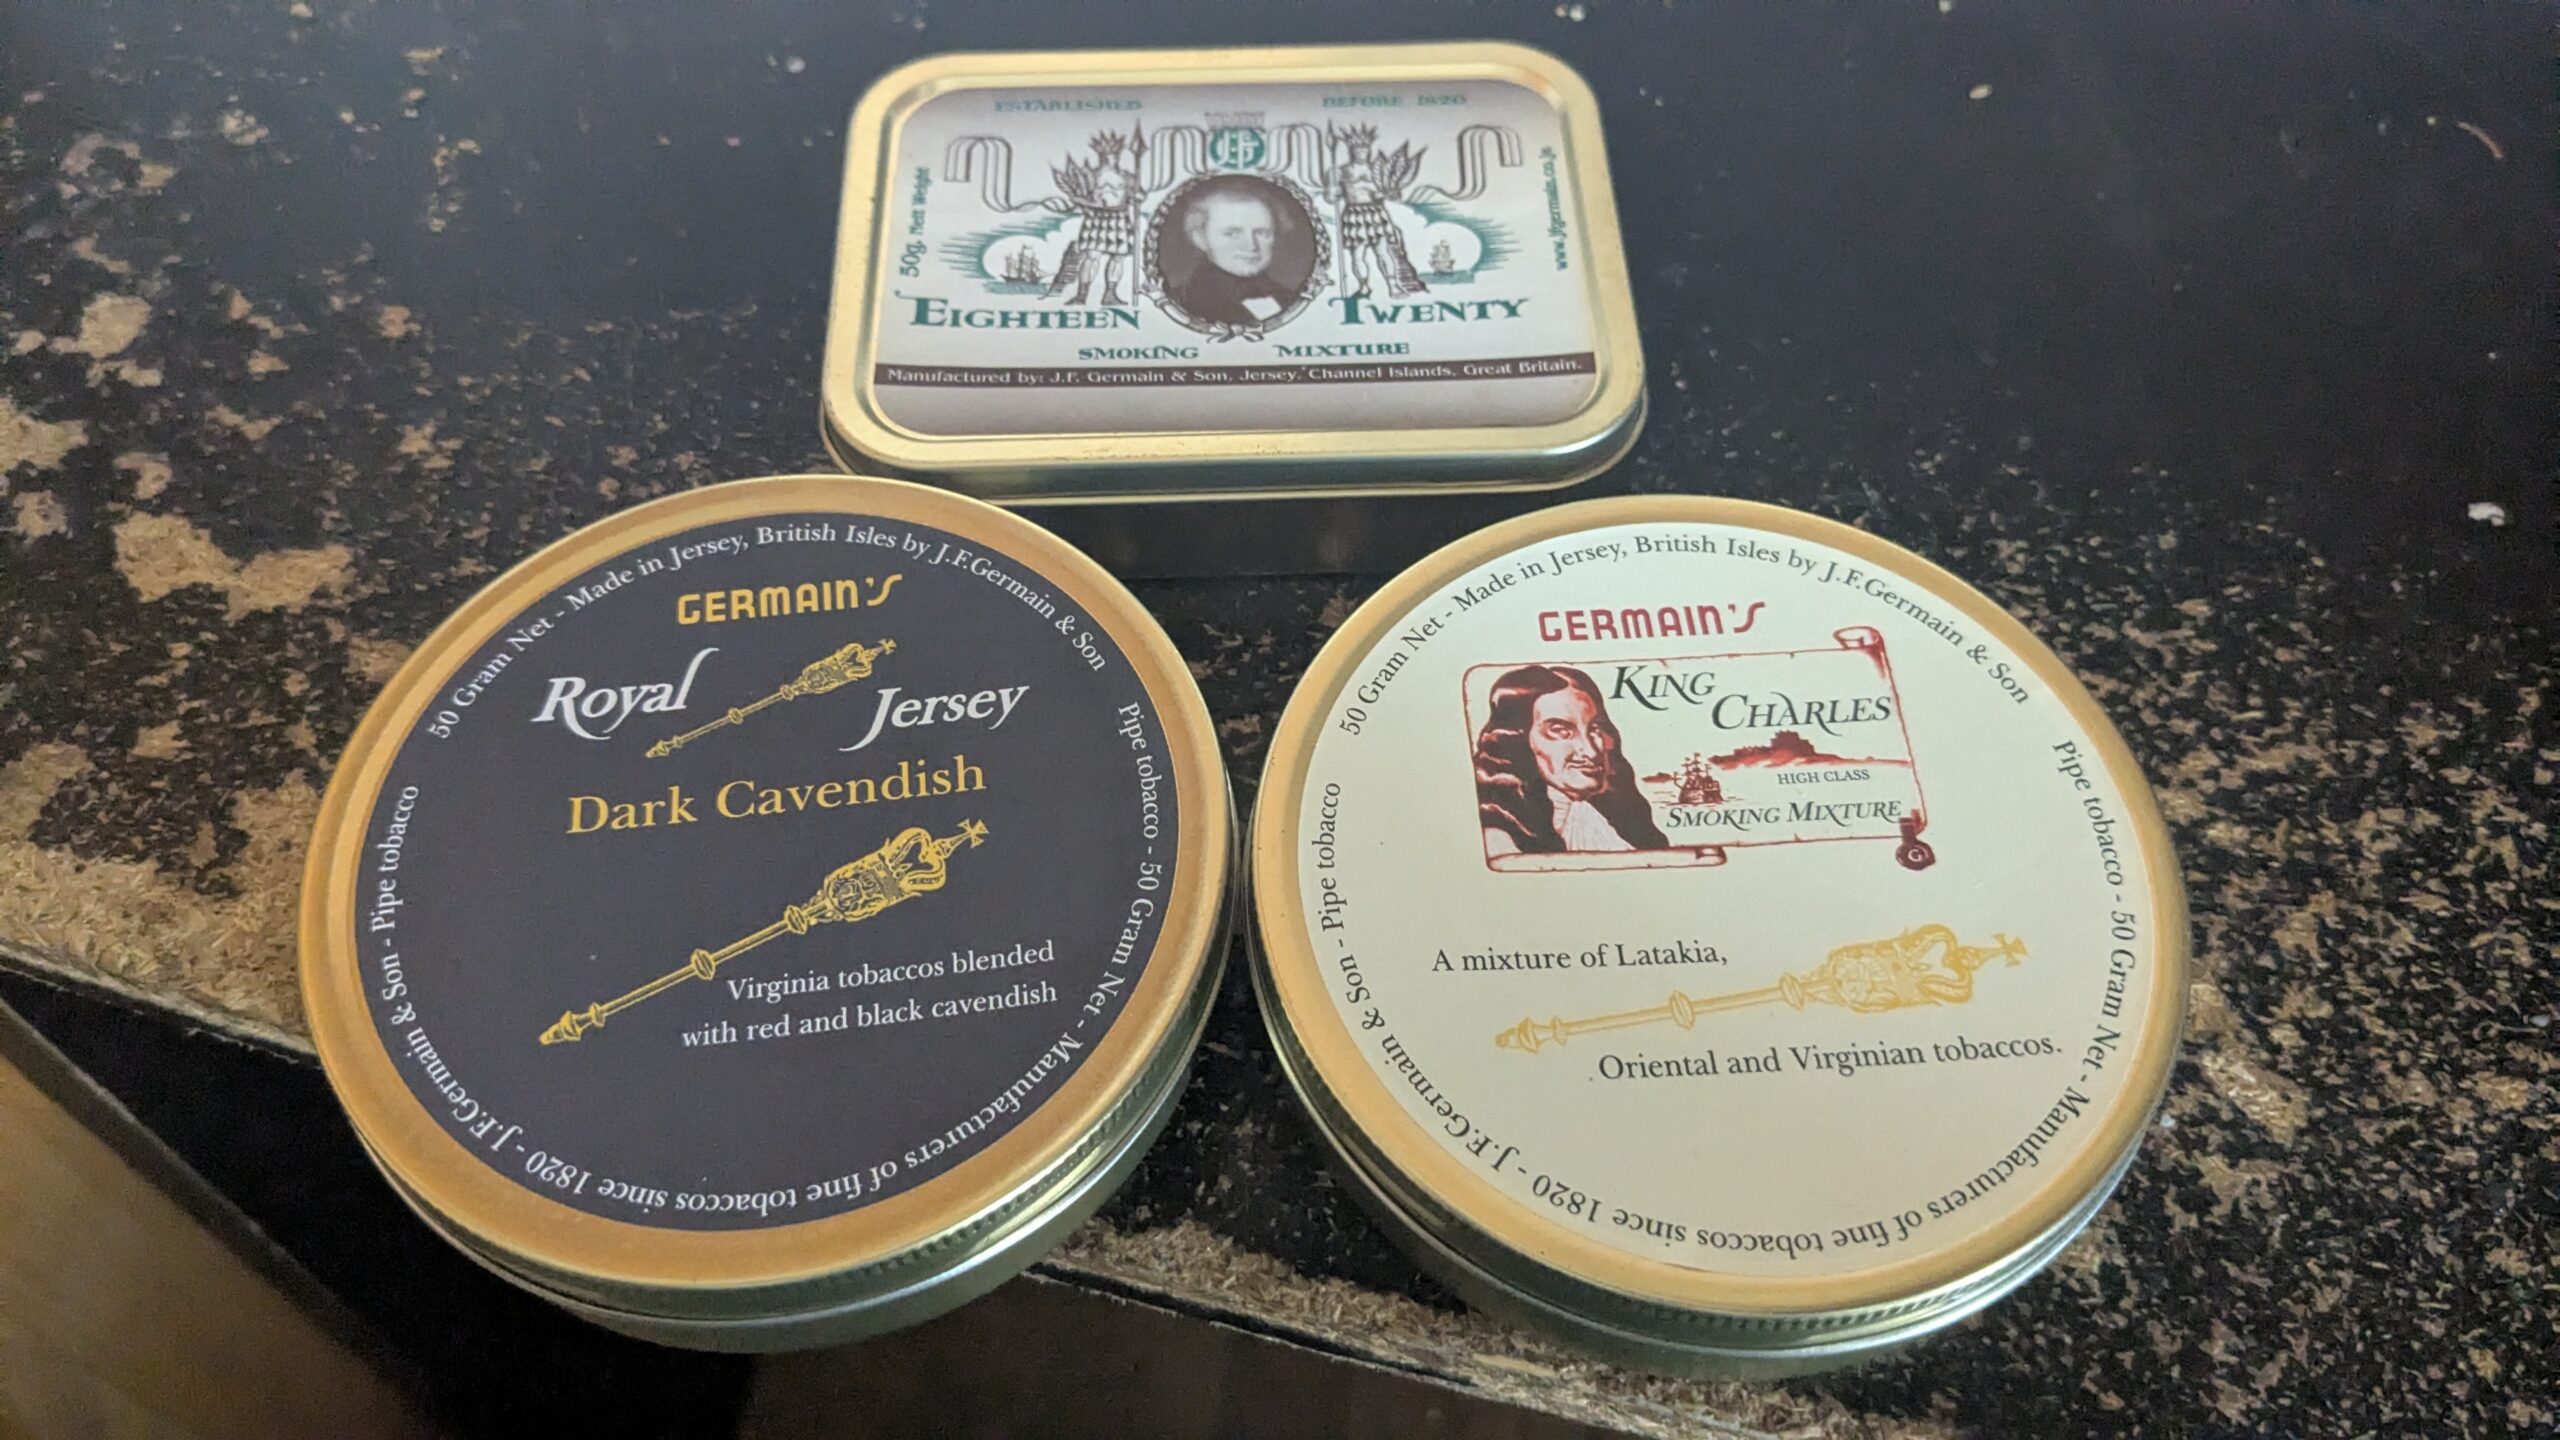 ESTABLISHED BEFORE 1820
50g. Nett Weight
www.jfgermain.co.je
EIGHTEEN TWENTY
SMOKING MIXTURE
Manufactured by: J.F. Germain & Son, Jersey, Channel Islands. Great Britain.
50 Gram Net - Made in Jersey, British Isles by J.F.Germain & Son
Pipe tobacco - 50 Gram Net - Manufacturers of fine tobaccos since 1820 - J.F.Germain & Son - Pipe tobacco
GERMAIN'S
Royal Jersey
Dark Cavendish
Virginia tobaccos blended
with red and black cavendish
50 Gram Net - Made in Jersey, British Isles by J.F.Germain & Son
Pipe tobacco - 50 Gram Net - Manufacturers of fine tobaccos since 1820 - J.F.Germain & Son - Pipe tobacco
GERMAIN'S
KING
CHARLES
HIGH CLASS
SMOKING MIXTURE
G
A mixture of Latakia,
Oriental and Virginian tobaccos.